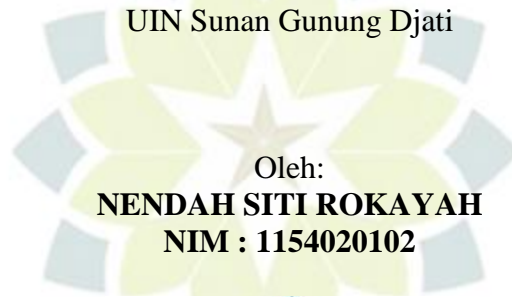 UIN Sunan Gunung Djati
Oleh:
NENDAH SITI ROKAYAH
NIM : 1154020102